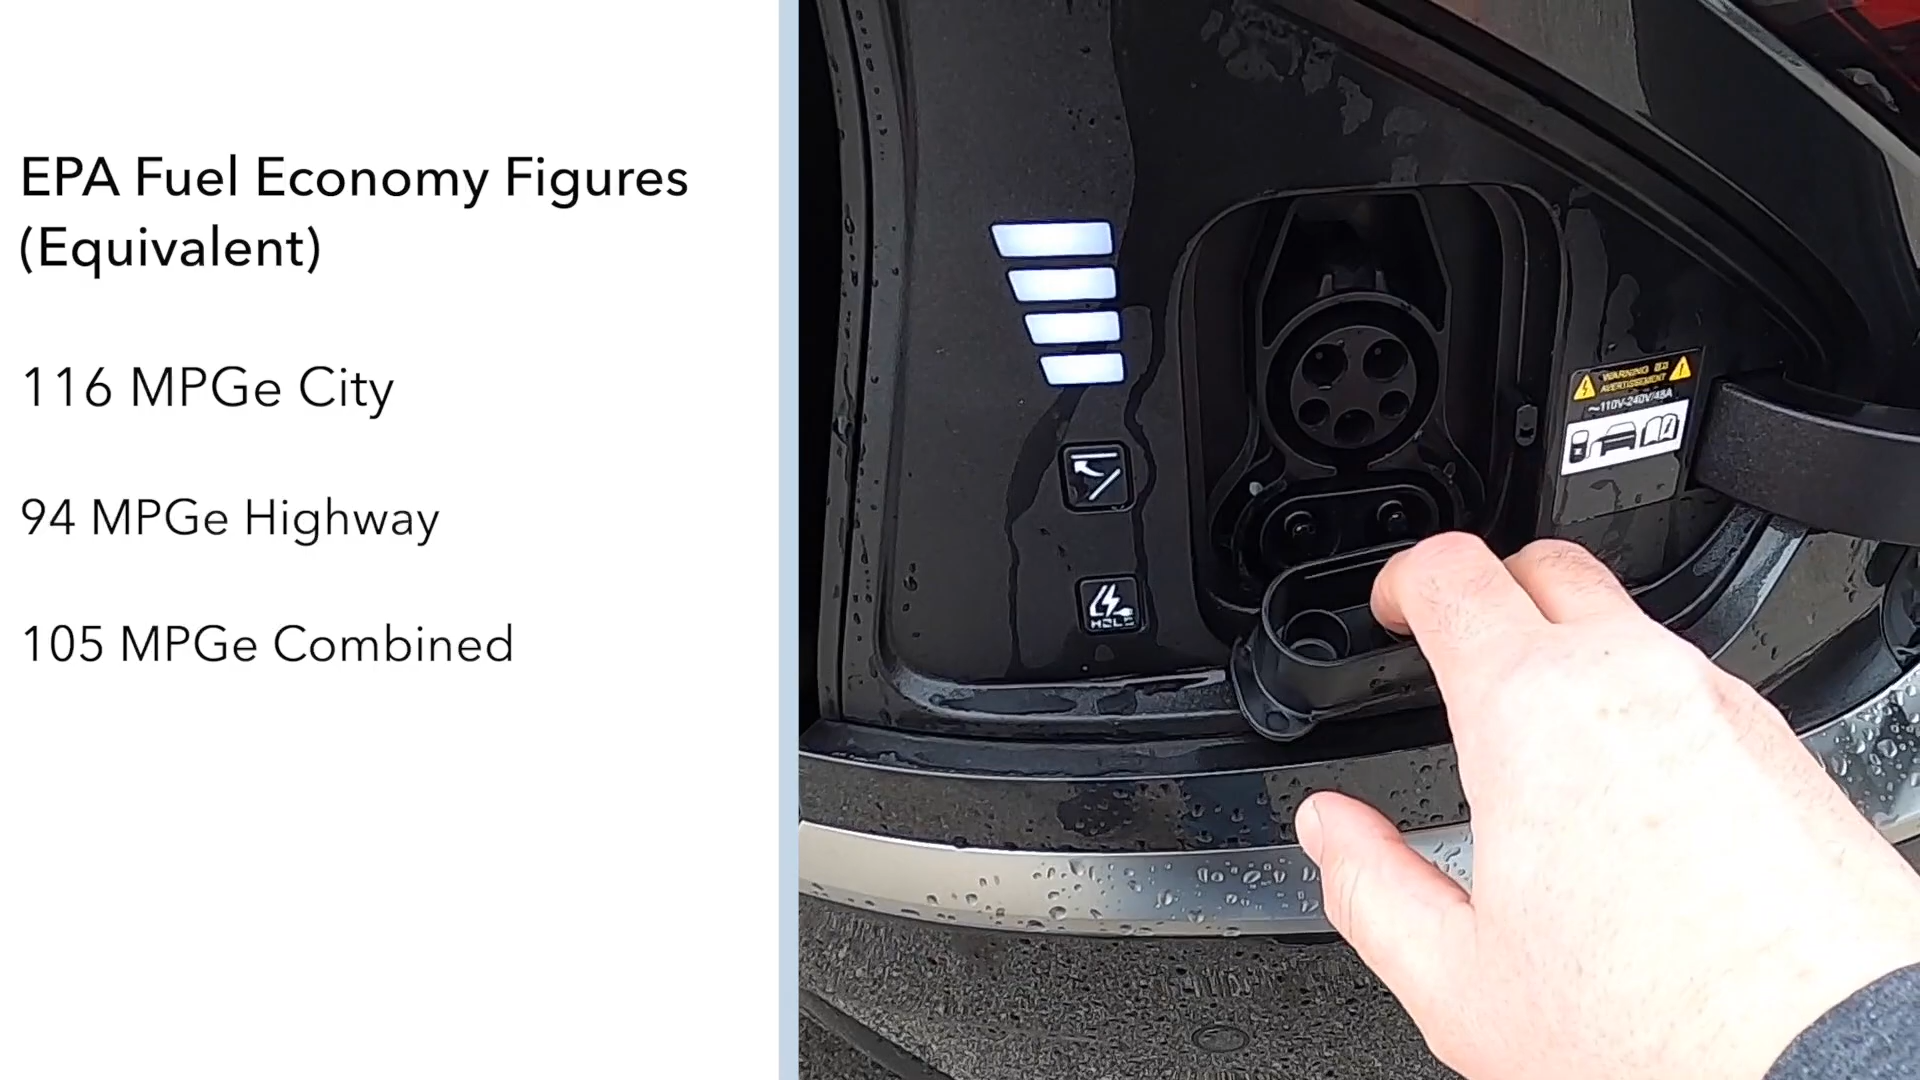 EPA Fuel Economy Figures
(Equivalent)
116 MPGe City
94 MPGe Highway
105 MPGe Combined
WARNING
AVERTISSEMENT
~110V-240V/48A